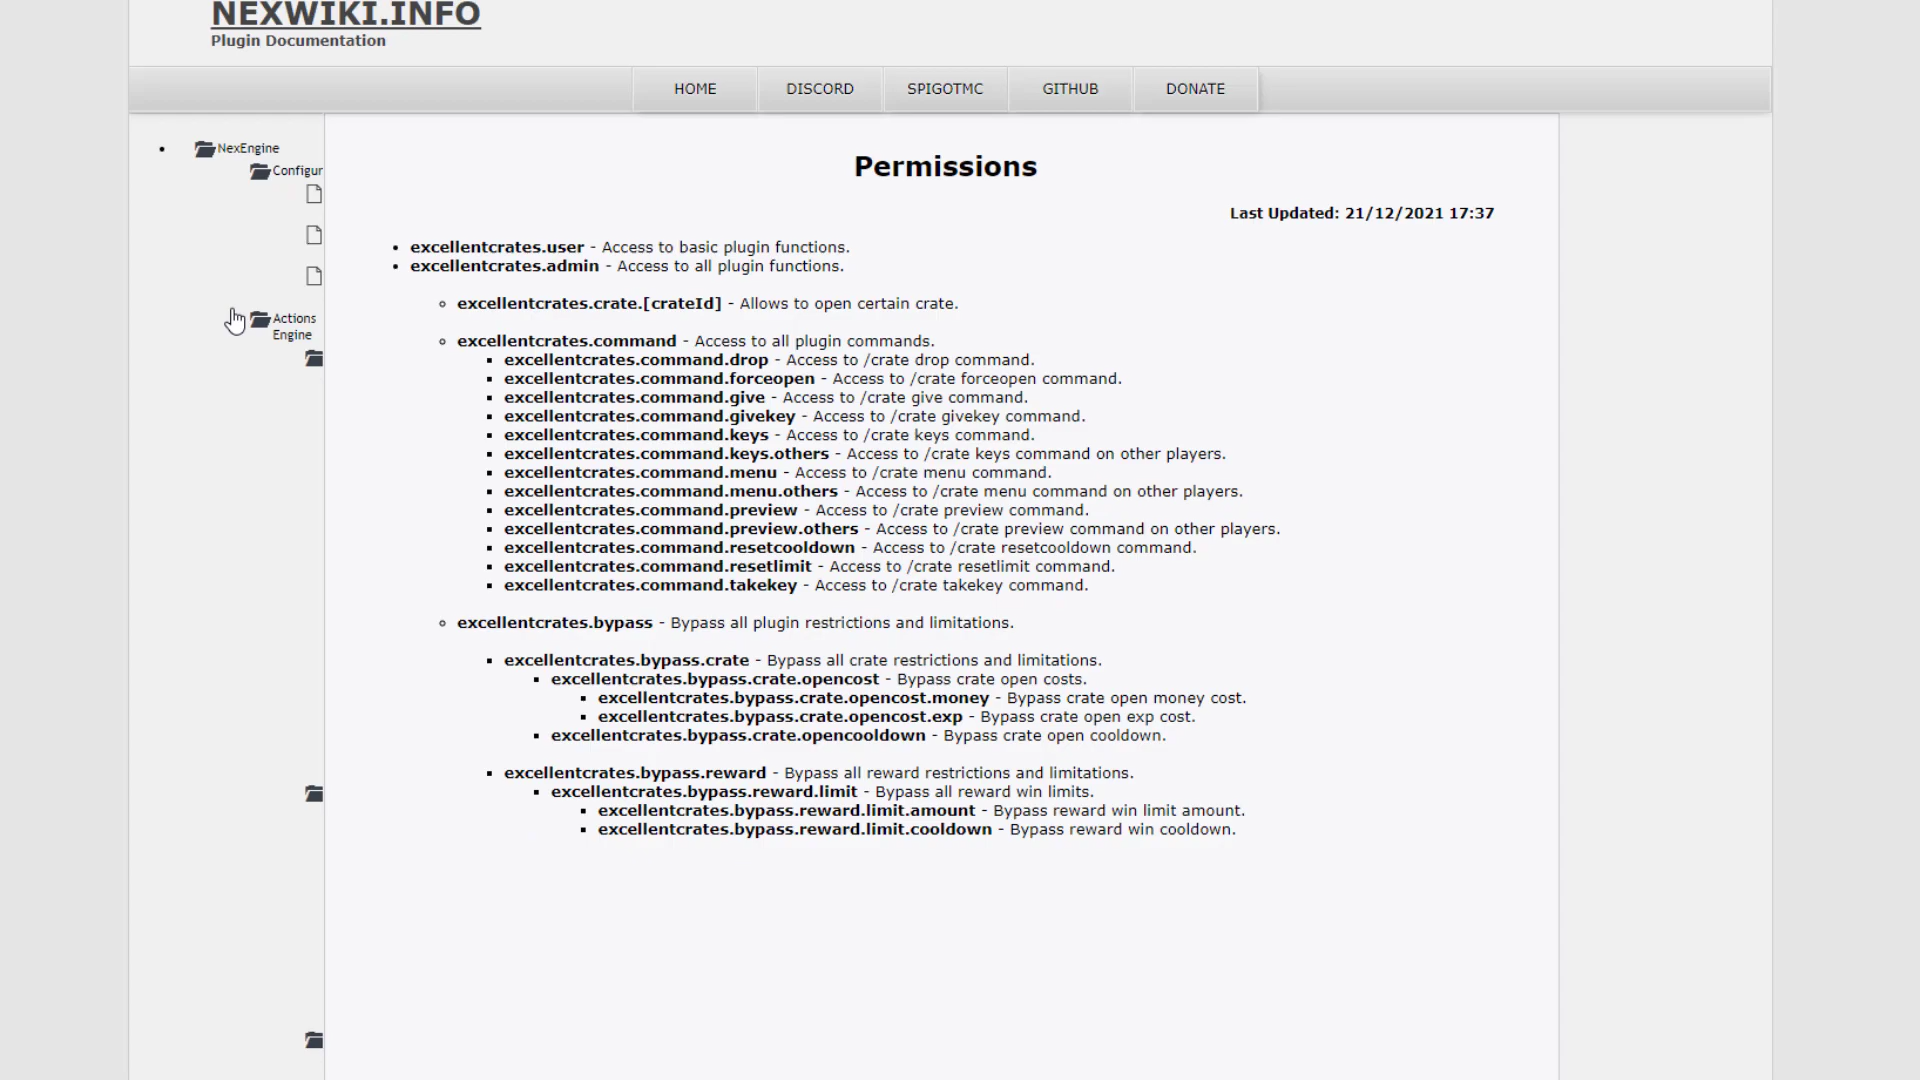 NEXWIKI.INFO
Plugin Documentation
HOME
DISCORD
SPIGOTMC
GITHUB
DONATE
NexEngine
Configur
Actions
Engine
Permissions
Last Updated: 21/12/2021 17:37
excellentcrates.user - Access to basic plugin functions.
excellentcrates.admin - Access to all plugin functions.
excellentcrates.crate.[crateId] - Allows to open certain crate.
excellentcrates.command - Access to all plugin commands.
excellentcrates.command.drop - Access to /crate drop command.
excellentcrates.command.forceopen - Access to /crate forceopen command.
excellentcrates.command.give - Access to /crate give command.
excellentcrates.command.givekey - Access to /crate givekey command.
excellentcrates.command.keys - Access to /crate keys command.
excellentcrates.command.keys.others - Access to /crate keys command on other players.
excellentcrates.command.menu - Access to /crate menu command.
excellentcrates.command.menu.others - Access to /crate menu command on other players.
excellentcrates.command.preview - Access to /crate preview command.
excellentcrates.command.preview.others - Access to /crate preview command on other players.
excellentcrates.command.resetcooldown - Access to /crate resetcooldown command.
excellentcrates.command.resetlimit - Access to /crate resetlimit command.
excellentcrates.command.takekey - Access to /crate takekey command.
excellentcrates.bypass - Bypass all plugin restrictions and limitations.
excellentcrates.bypass.crate - Bypass all crate restrictions and limitations.
excellentcrates.bypass.crate.opencost - Bypass crate open costs.
excellentcrates.bypass.crate.opencost.money - Bypass crate open money cost.
excellentcrates.bypass.crate.opencost.exp - Bypass crate open exp cost.
excellentcrates.bypass.crate.opencooldown - Bypass crate open cooldown.
excellentcrates.bypass.reward - Bypass all reward restrictions and limitations.
excellentcrates.bypass.reward.limit - Bypass all reward win limits.
excellentcrates.bypass.reward.limit.amount - Bypass reward win limit amount.
excellentcrates.bypass.reward.limit.cooldown - Bypass reward win cooldown.